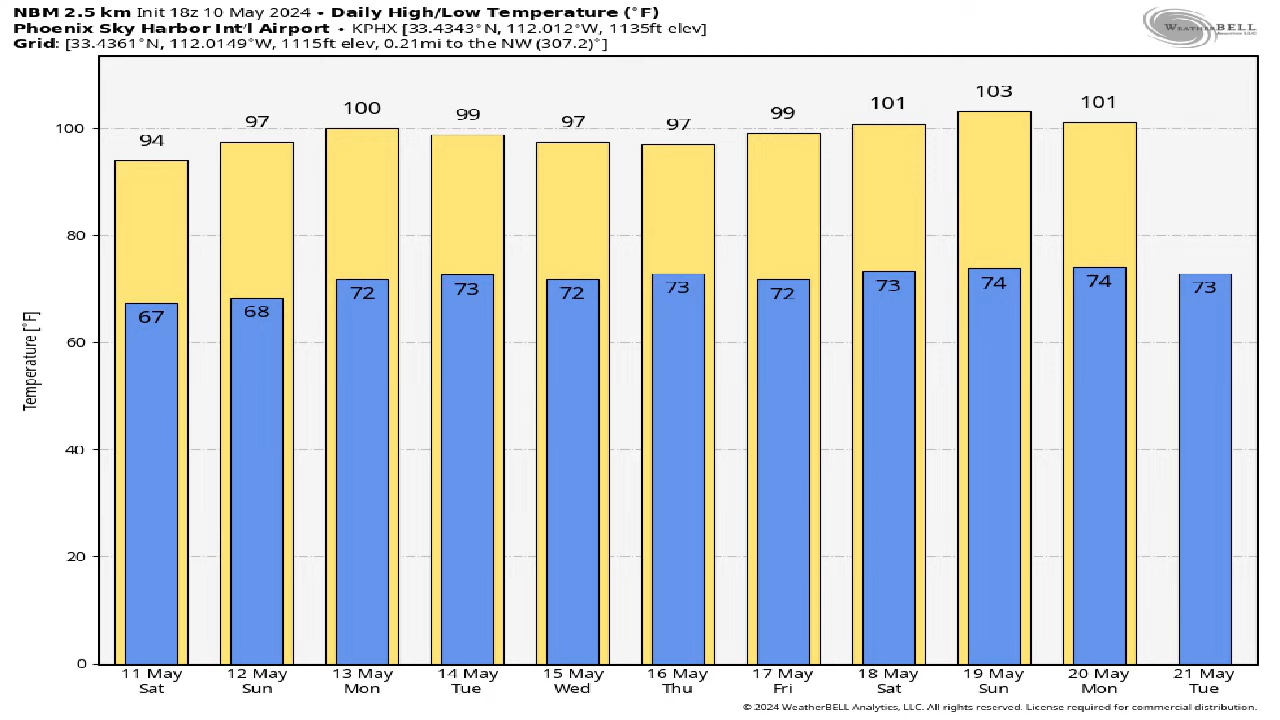 NBM 2.5 km Init 18z 10 May 2024 • Daily High/Low Temperature (°F)
Phoenix Sky Harbor Int'l Airport • KPHX [33.4343°N, 112.012°W, 1135ft elev]
Grid: [33.4361°N, 112.0149°W, 1115ft elev, 0.21mi to the NW (307.2)°]
WEATHERBELL
Temperature [°F]
100
80
60
40
20
0
94 97 100 99 97 97 99 101 103 101
67 68 72 73 72 73 72 73 74 74 73
11 May 12 May 13 May 14 May 15 May 16 May 17 May 18 May 19 May 20 May 21 May
Sat Sun Mon Tue Wed Thu Fri Sat Sun Mon Tue
© 2024 WeatherBELL Analytics, LLC. All rights reserved. License required for commercial distribution.